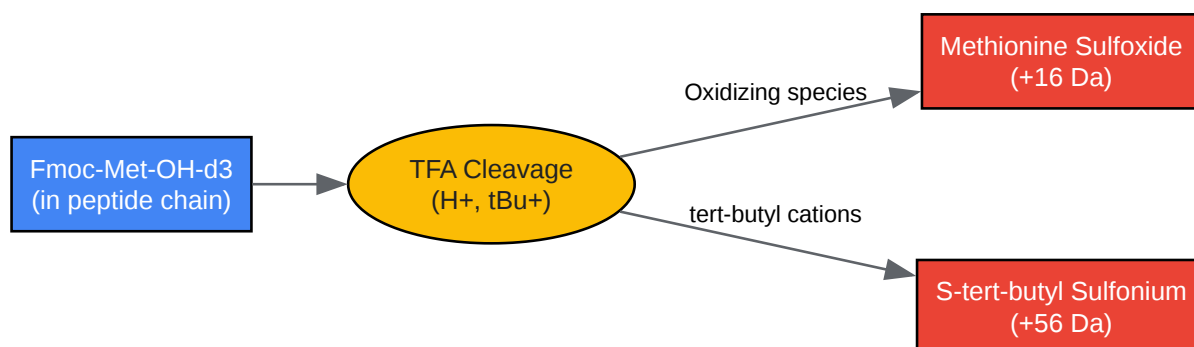 Fmoc-Met-OH-d3
(in peptide chain)
TFA Cleavage
(H+, tBu+)
Oxidizing species
tert-butyl cations
Methionine Sulfoxide
(+16 Da)
S-tert-butyl Sulfonium
(+56 Da)